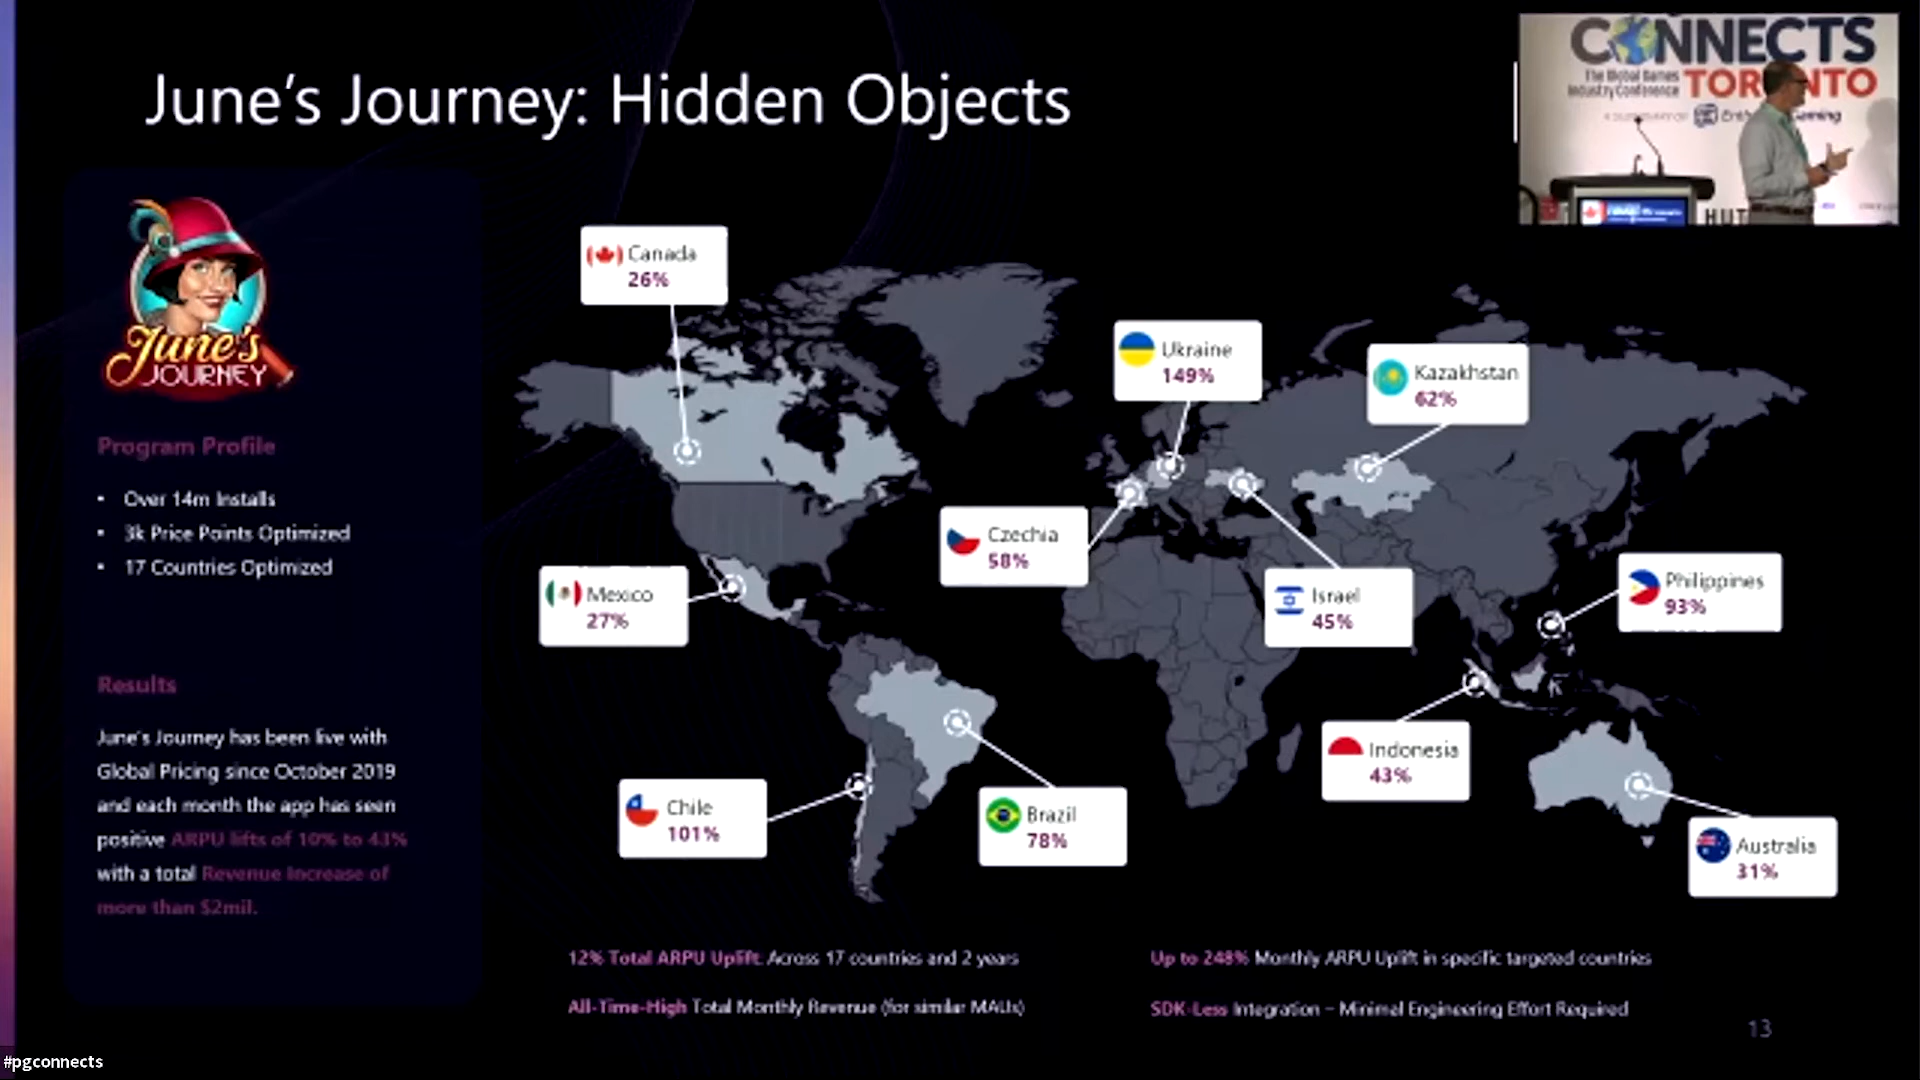 June's Journey: Hidden Objects
CONNECTS
The Global Games
Industry Conference
TORONTO
June's
JOURNEY
Program Profile
• Over 14m Installs
• 3k Price Points Optimized
• 17 Countries Optimized
Results
June's Journey has been live with
Global Pricing since October 2019
and each month the app has seen
positive ARPU lifts of 10% to 43%
with a total Revenue Increase of
more than $2mil.
Canada
26%
Ukraine
149%
Kazakhstan
62%
Czechia
58%
Mexico
27%
Israel
45%
Philippines
93%
Indonesia
43%
Chile
101%
Brazil
78%
Australia
31%
12% Total ARPU Uplift Across 17 countries and 2 years
Up to 248% Monthly ARPU Uplift in specific targeted countries
All-Time-High Total Monthly Revenue (for similar MAUs)
SDK-Less Integration – Minimal Engineering Effort Required
13
#pgconnects